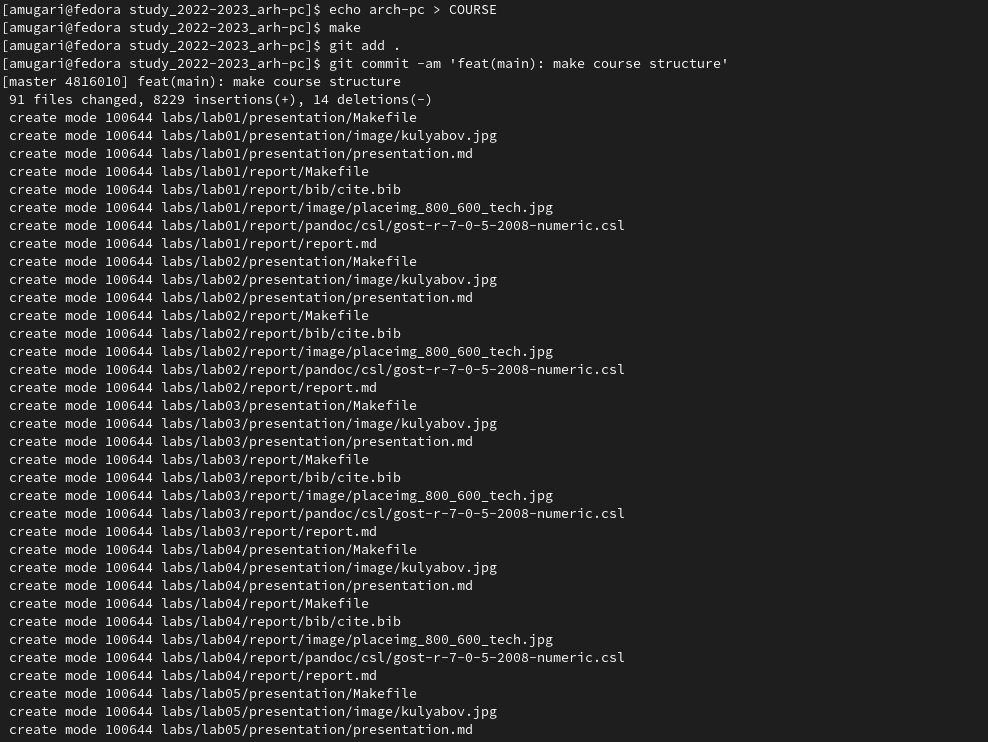 [amugari@fedora study_2022-2023_arh-pc]$ echo arch-pc > COURSE
[amugari@fedora study_2022-2023_arh-pc]$ make
[amugari@fedora study_2022-2023_arh-pc]$ git add .
[amugari@fedora study_2022-2023_arh-pc]$ git commit -am 'feat(main): make course structure'
[master 4816010] feat(main): make course structure
 91 files changed, 8229 insertions(+), 14 deletions(-)
 create mode 100644 labs/lab01/presentation/Makefile
 create mode 100644 labs/lab01/presentation/image/kulyabov.jpg
 create mode 100644 labs/lab01/presentation/presentation.md
 create mode 100644 labs/lab01/report/Makefile
 create mode 100644 labs/lab01/report/bib/cite.bib
 create mode 100644 labs/lab01/report/image/placeimg_800_600_tech.jpg
 create mode 100644 labs/lab01/report/pandoc/csl/gost-r-7-0-5-2008-numeric.csl
 create mode 100644 labs/lab01/report/report.md
 create mode 100644 labs/lab02/presentation/Makefile
 create mode 100644 labs/lab02/presentation/image/kulyabov.jpg
 create mode 100644 labs/lab02/presentation/presentation.md
 create mode 100644 labs/lab02/report/Makefile
 create mode 100644 labs/lab02/report/bib/cite.bib
 create mode 100644 labs/lab02/report/image/placeimg_800_600_tech.jpg
 create mode 100644 labs/lab02/report/pandoc/csl/gost-r-7-0-5-2008-numeric.csl
 create mode 100644 labs/lab02/report/report.md
 create mode 100644 labs/lab03/presentation/Makefile
 create mode 100644 labs/lab03/presentation/image/kulyabov.jpg
 create mode 100644 labs/lab03/presentation/presentation.md
 create mode 100644 labs/lab03/report/Makefile
 create mode 100644 labs/lab03/report/bib/cite.bib
 create mode 100644 labs/lab03/report/image/placeimg_800_600_tech.jpg
 create mode 100644 labs/lab03/report/pandoc/csl/gost-r-7-0-5-2008-numeric.csl
 create mode 100644 labs/lab03/report/report.md
 create mode 100644 labs/lab04/presentation/Makefile
 create mode 100644 labs/lab04/presentation/image/kulyabov.jpg
 create mode 100644 labs/lab04/presentation/presentation.md
 create mode 100644 labs/lab04/report/Makefile
 create mode 100644 labs/lab04/report/bib/cite.bib
 create mode 100644 labs/lab04/report/image/placeimg_800_600_tech.jpg
 create mode 100644 labs/lab04/report/pandoc/csl/gost-r-7-0-5-2008-numeric.csl
 create mode 100644 labs/lab04/report/report.md
 create mode 100644 labs/lab05/presentation/Makefile
 create mode 100644 labs/lab05/presentation/image/kulyabov.jpg
 create mode 100644 labs/lab05/presentation/presentation.md